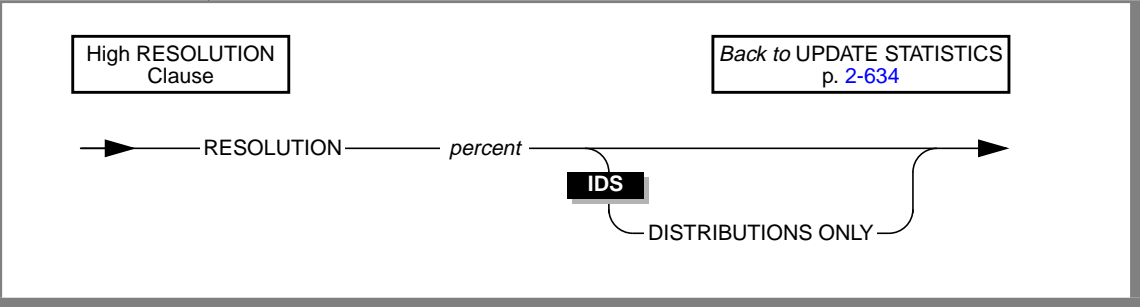 High RESOLUTION
Clause
Back to UPDATE STATISTICS
p. 2-634
RESOLUTION percent
IDS
DISTRIBUTIONS ONLY